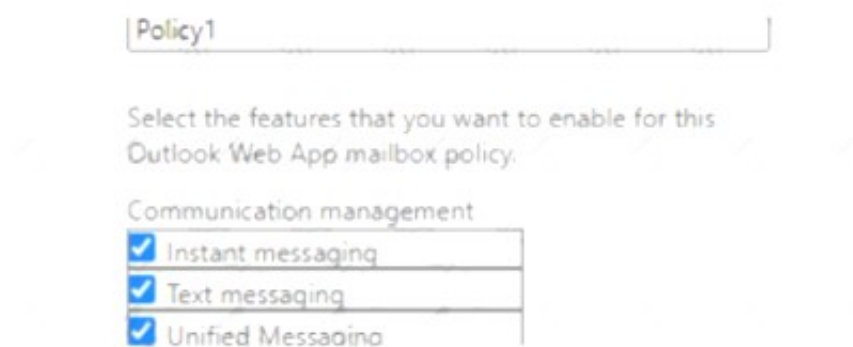 Policy1
Select the features that you want to enable for this
Outlook Web App mailbox policy.
Communication management
Instant messaging
Text messaging
Unified Messaging